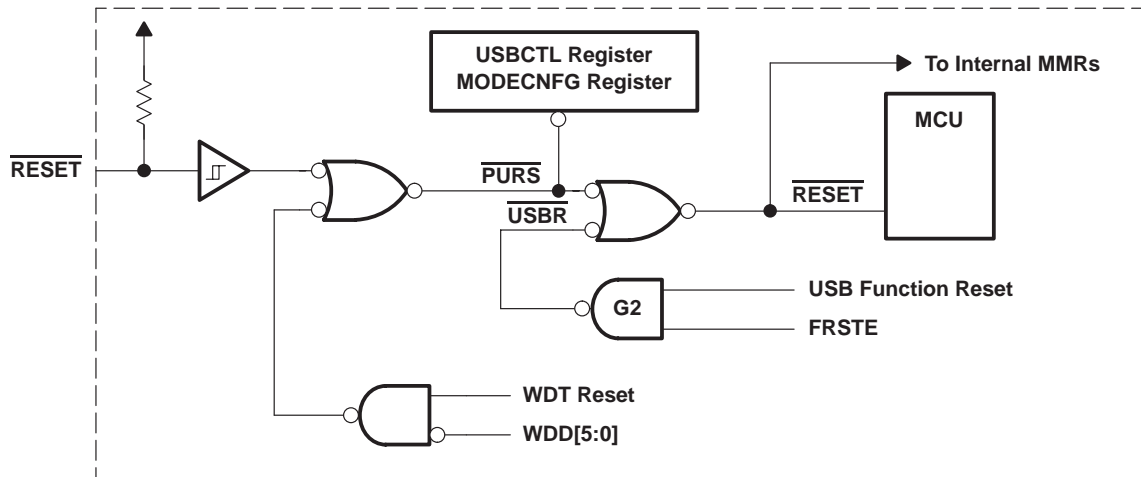 USBCTL Register
MODECNFG Register
To Internal MMRs
MCU
RESET
PURS
RESET
USBR
USB Function Reset
G2
FRSTE
WDT Reset
WDD[5:0]